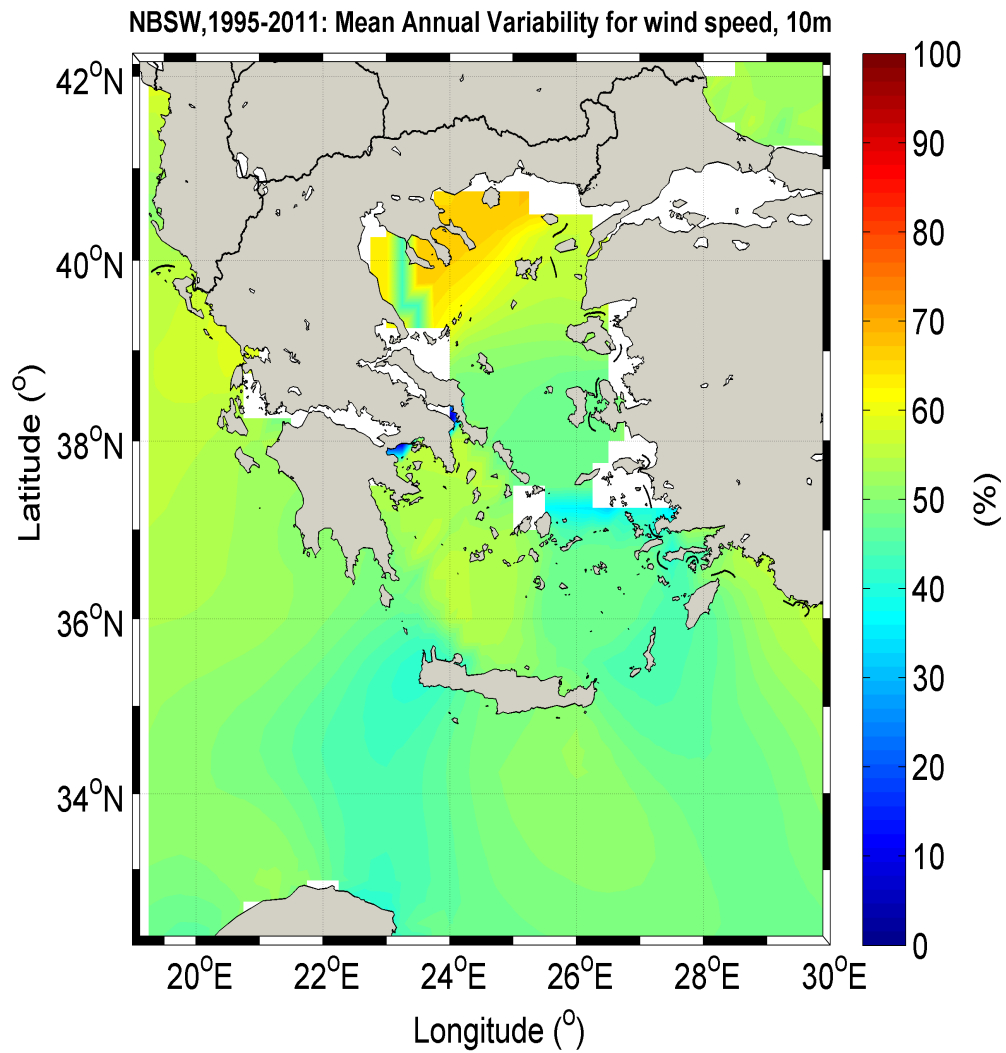 NBSW,1995-2011: Mean Annual Variability for wind speed, 10m
42°N
40°N
38°N
36°N
34°N
Latitude (°)
20°E
22°E
24°E
26°E
28°E
30°E
Longitude (°)
100
90
80
70
60
50
40
30
20
10
0
(%)